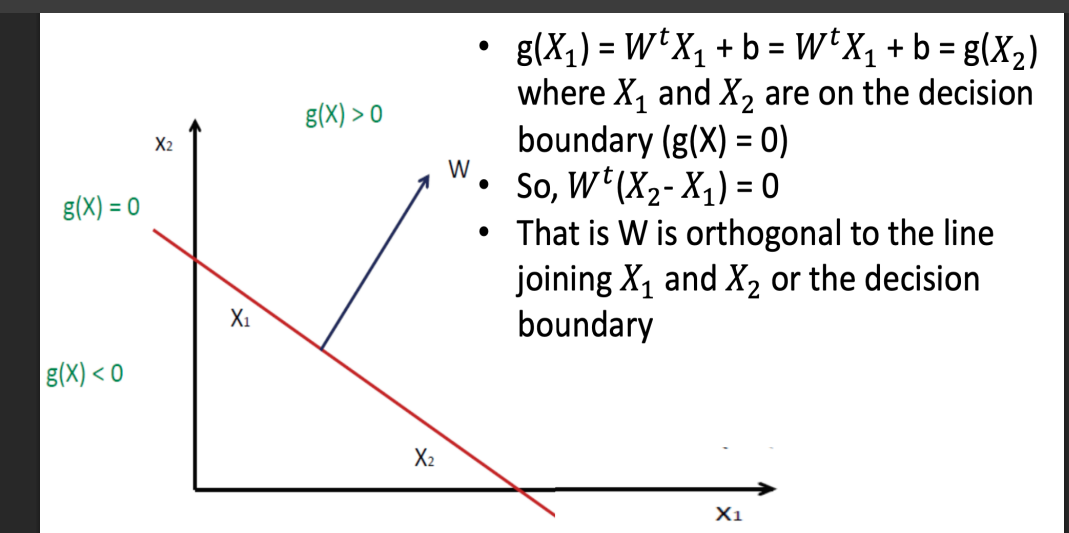 • g(X₁) = WᵗX₁ + b = WᵗX₁ + b = g(X₂)
where X₁ and X₂ are on the decision
boundary (g(X) = 0)
• So, Wᵗ(X₂- X₁) = 0
• That is W is orthogonal to the line
joining X₁ and X₂ or the decision
boundary
g(X) > 0
X₂
W
g(X) = 0
X₁
g(X) < 0
X₂
X₁